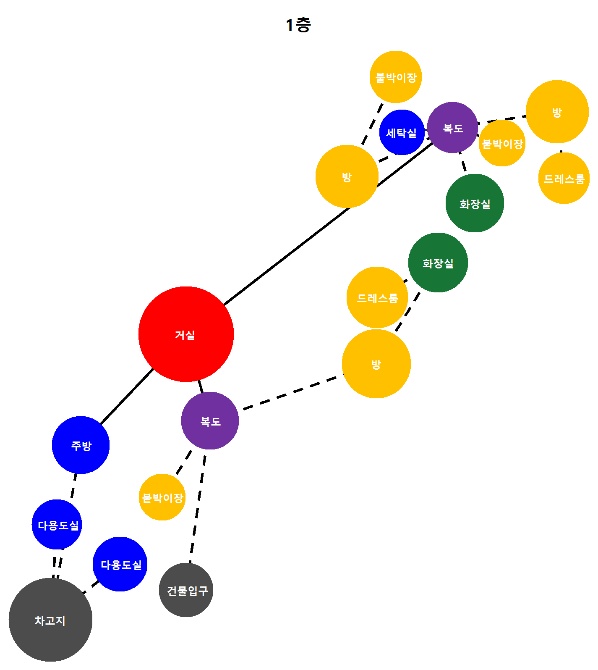 1층
붙박이장
방
세탁실
복도
붙박이장
방
드레스룸
화장실
화장실
드레스룸
거실
방
복도
주방
붙박이장
다용도실
다용도실
건물입구
차고지